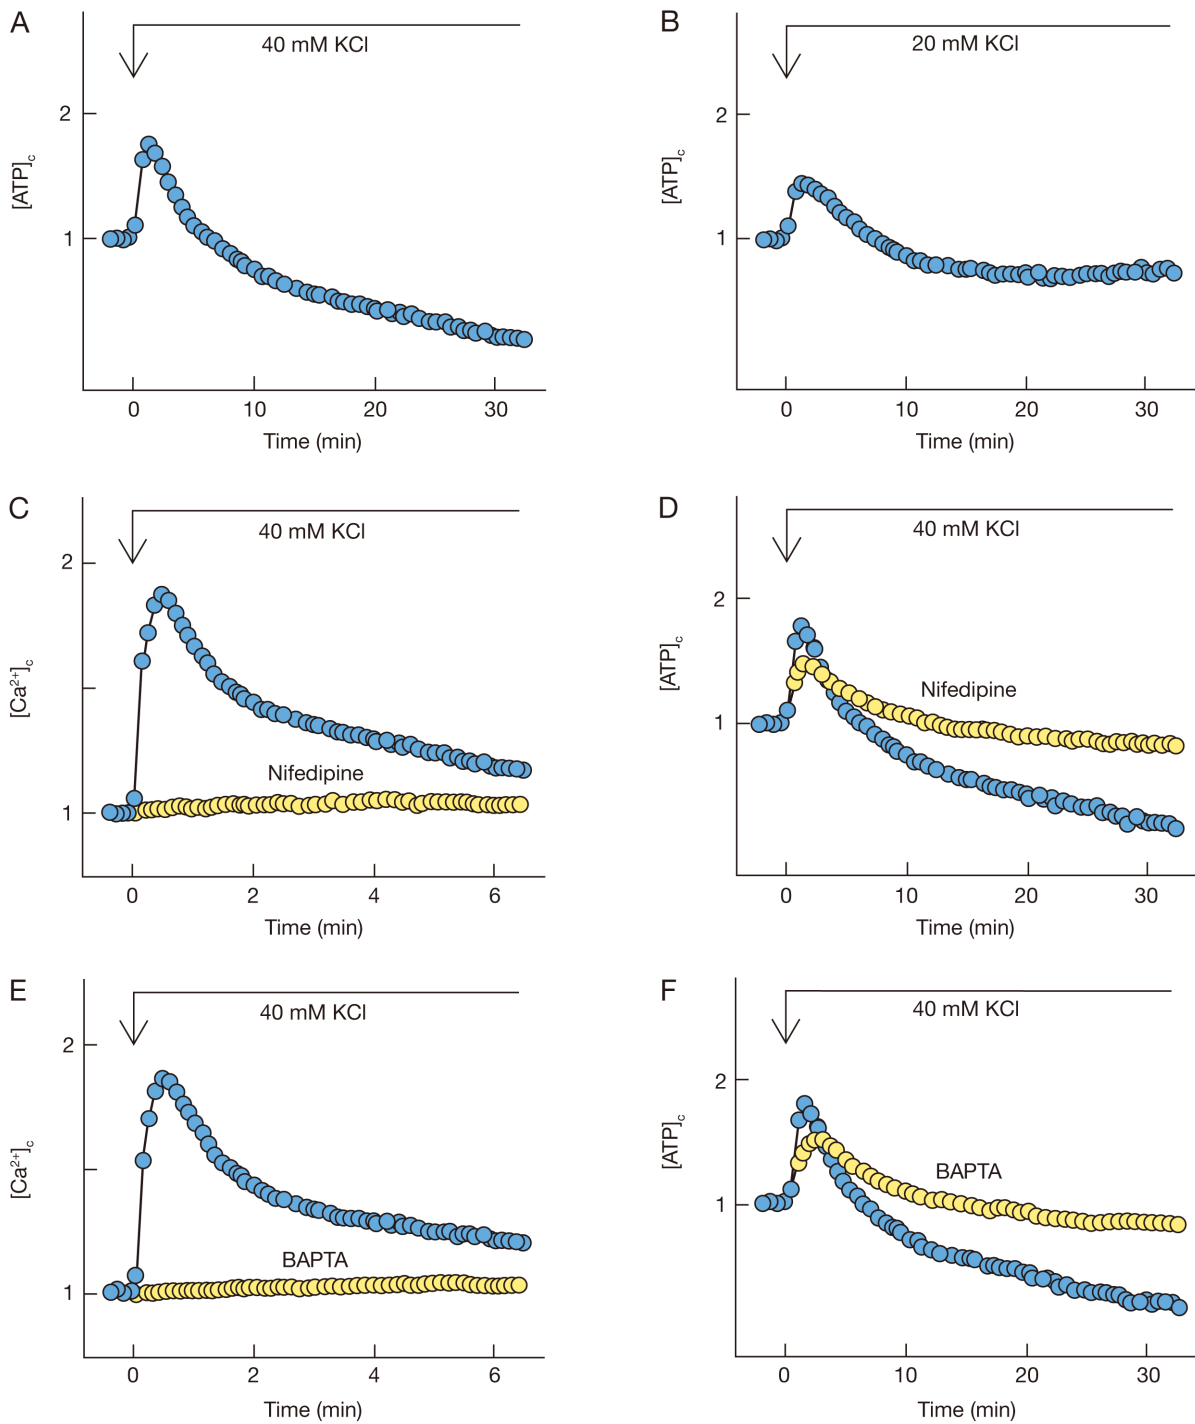 A
40 mM KCl
2
1
[ATP]c
0 10 20 30
Time (min)
B
20 mM KCl
2
1
[ATP]c
0 10 20 30
Time (min)
C
40 mM KCl
2
1
[Ca²⁺]c
Nifedipine
0 2 4 6
Time (min)
D
40 mM KCl
2
1
[ATP]c
Nifedipine
0 10 20 30
Time (min)
E
40 mM KCl
2
1
[Ca²⁺]c
BAPTA
0 2 4 6
Time (min)
F
40 mM KCl
2
1
[ATP]c
BAPTA
0 10 20 30
Time (min)